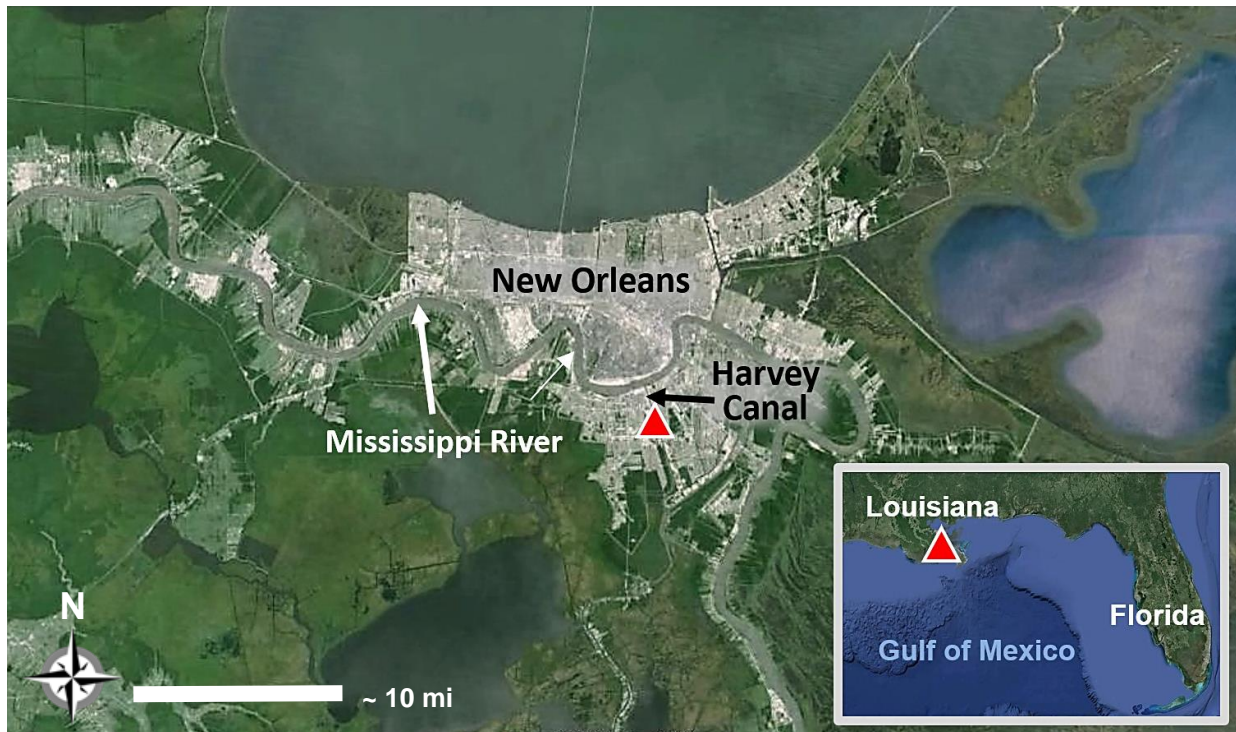 New Orleans
Harvey
Canal
Mississippi River
N
~ 10 mi
Louisiana
Florida
Gulf of Mexico